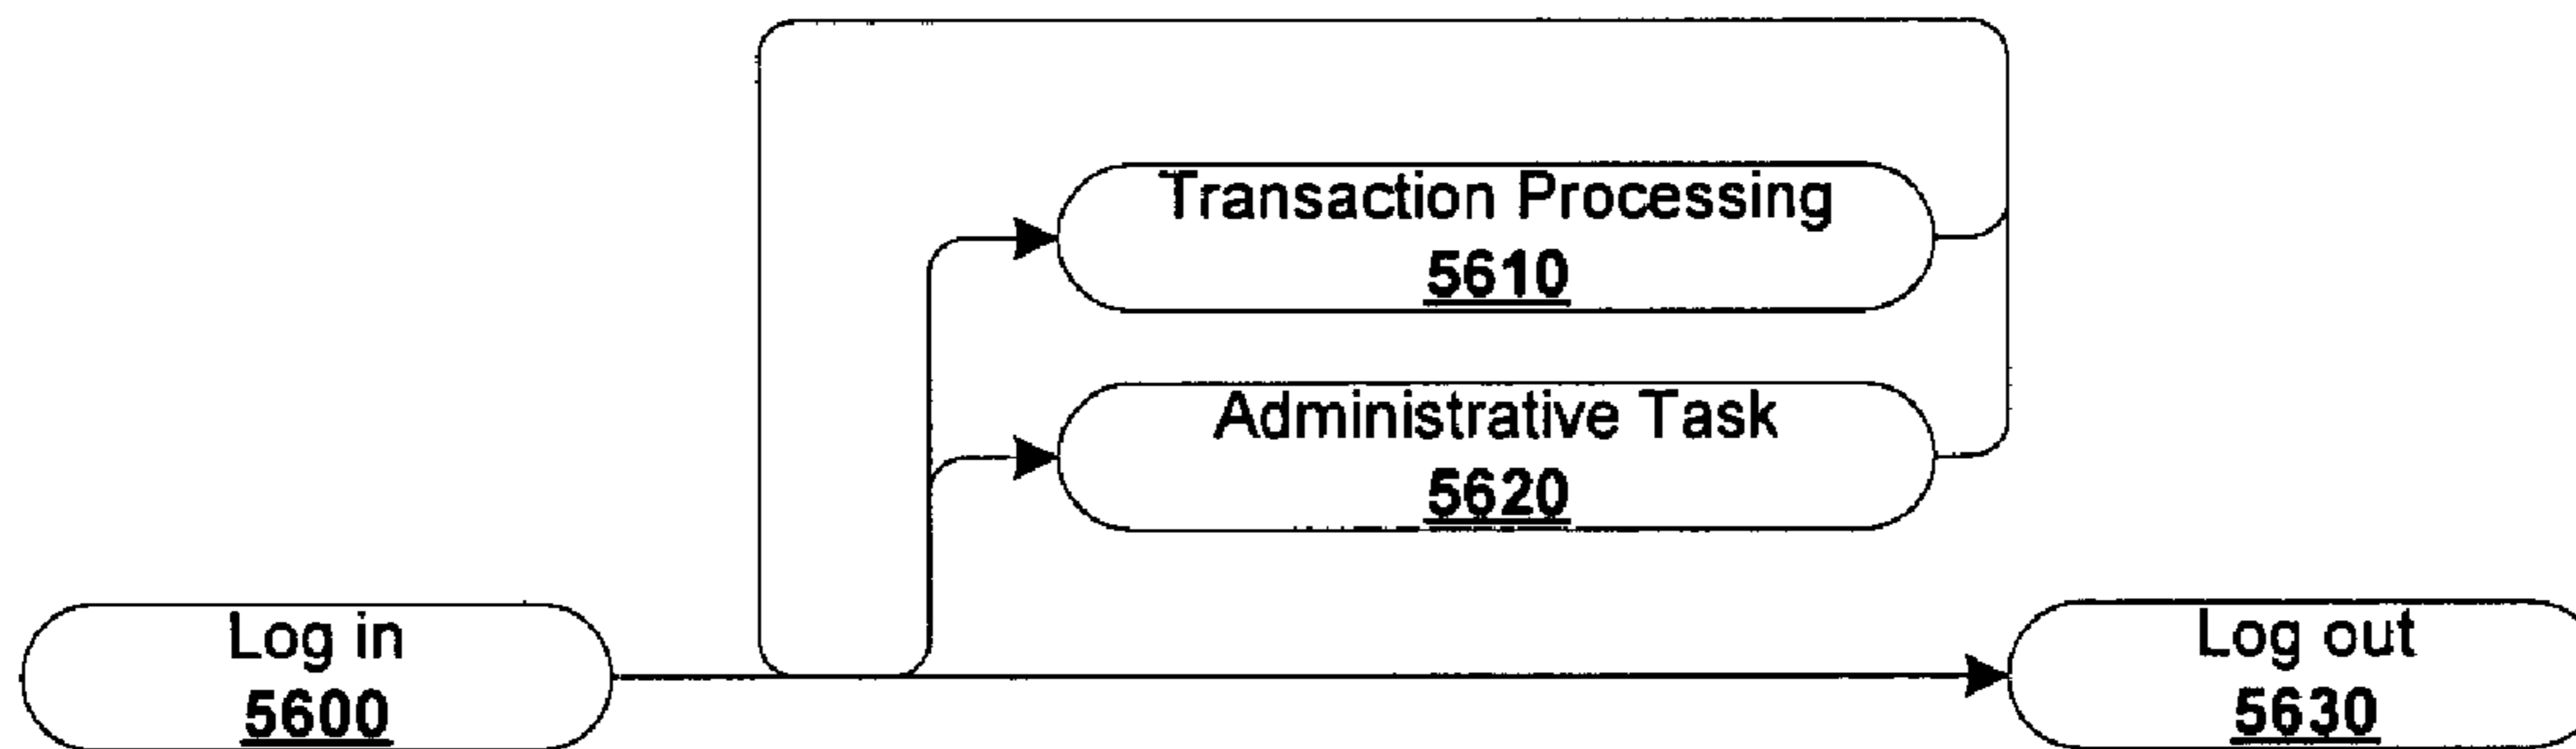 Transaction Processing
5610
Administrative Task
5620
Log in
5600
Log out
5630